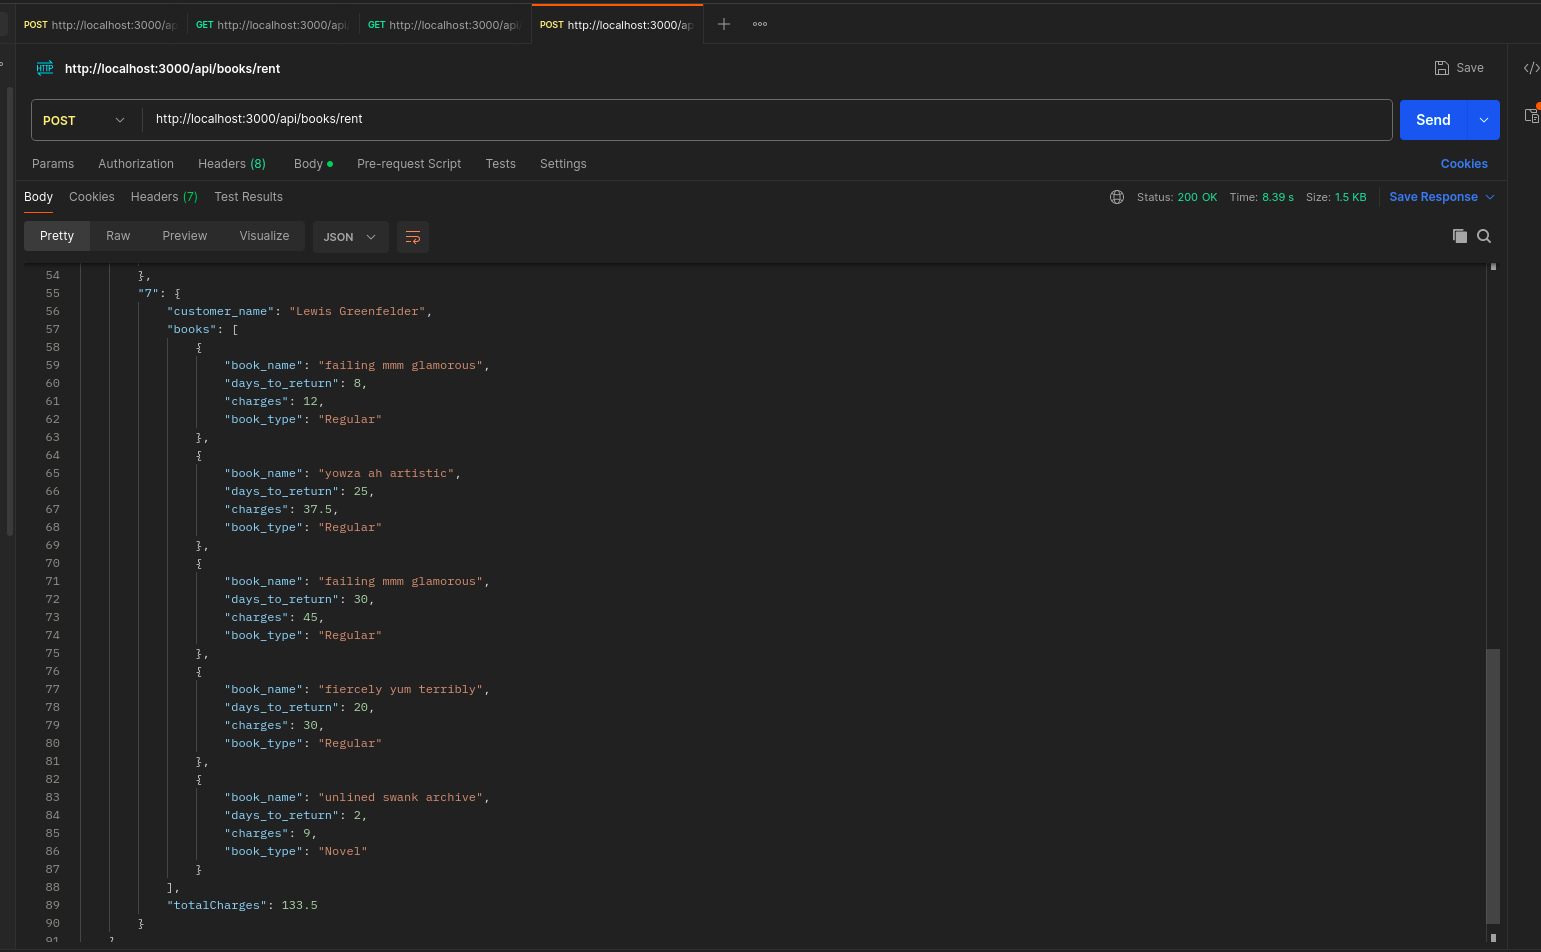 POST http://localhost:3000/ap GET http://localhost:3000/api/ GET http://localhost:3000/api/ POST http://localhost:3000/ap
HTTP http://localhost:3000/api/books/rent Save
POST http://localhost:3000/api/books/rent Send
Params Authorization Headers (8) Body Pre-request Script Tests Settings Cookies
Body Cookies Headers (7) Test Results Status: 200 OK Time: 8.39 s Size: 1.5 KB Save Response
Pretty Raw Preview Visualize JSON
54 },
55 "7": {
56 "customer_name": "Lewis Greenfelder",
57 "books": [
58 {
59 "book_name": "failing mmm glamorous",
60 "days_to_return": 8,
61 "charges": 12,
62 "book_type": "Regular"
63 },
64 {
65 "book_name": "yowza ah artistic",
66 "days_to_return": 25,
67 "charges": 37.5,
68 "book_type": "Regular"
69 },
70 {
71 "book_name": "failing mmm glamorous",
72 "days_to_return": 30,
73 "charges": 45,
74 "book_type": "Regular"
75 },
76 {
77 "book_name": "fiercely yum terribly",
78 "days_to_return": 20,
79 "charges": 30,
80 "book_type": "Regular"
81 },
82 {
83 "book_name": "unlined swank archive",
84 "days_to_return": 2,
85 "charges": 9,
86 "book_type": "Novel"
87 }
88 ],
89 "totalCharges": 133.5
90 }
91 }